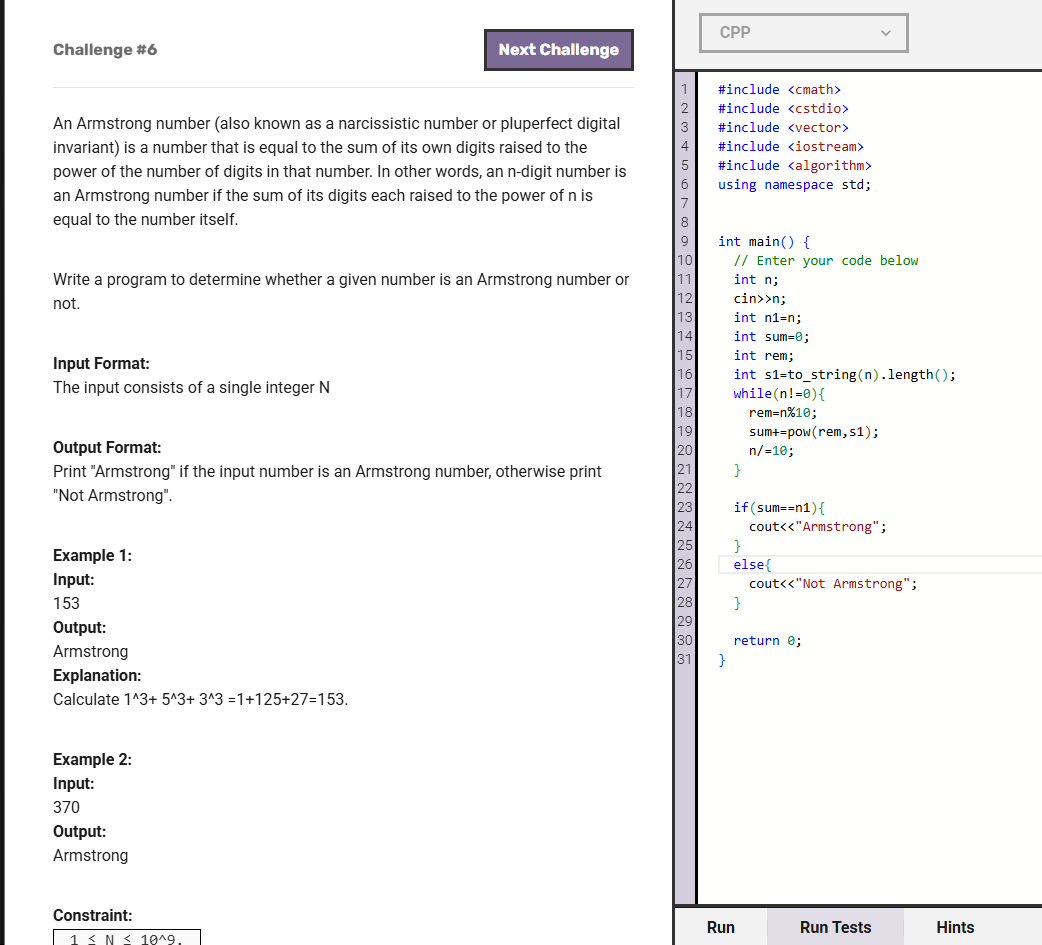 Challenge #6
Next Challenge
An Armstrong number (also known as a narcissistic number or pluperfect digital
invariant) is a number that is equal to the sum of its own digits raised to the
power of the number of digits in that number. In other words, an n-digit number is
an Armstrong number if the sum of its digits each raised to the power of n is
equal to the number itself.
Write a program to determine whether a given number is an Armstrong number or
not.
Input Format:
The input consists of a single integer N
Output Format:
Print "Armstrong" if the input number is an Armstrong number, otherwise print
"Not Armstrong".
Example 1:
Input:
153
Output:
Armstrong
Explanation:
Calculate 1^3+ 5^3+ 3^3 =1+125+27=153.
Example 2:
Input:
370
Output:
Armstrong
Constraint:
1 ≤ N ≤ 10^9.
CPP
1 #include <cmath>
2 #include <cstdio>
3 #include <vector>
4 #include <iostream>
5 #include <algorithm>
6 using namespace std;
7
8
9 int main() {
10 // Enter your code below
11 int n;
12 cin>>n;
13 int n1=n;
14 int sum=0;
15 int rem;
16 int s1=to_string(n).length();
17 while(n!=0){
18 rem=n%10;
19 sum+=pow(rem,s1);
20 n/=10;
21 }
22
23 if(sum==n1){
24 cout<<"Armstrong";
25 }
26 else{
27 cout<<"Not Armstrong";
28 }
29
30 return 0;
31 }
Run
Run Tests
Hints